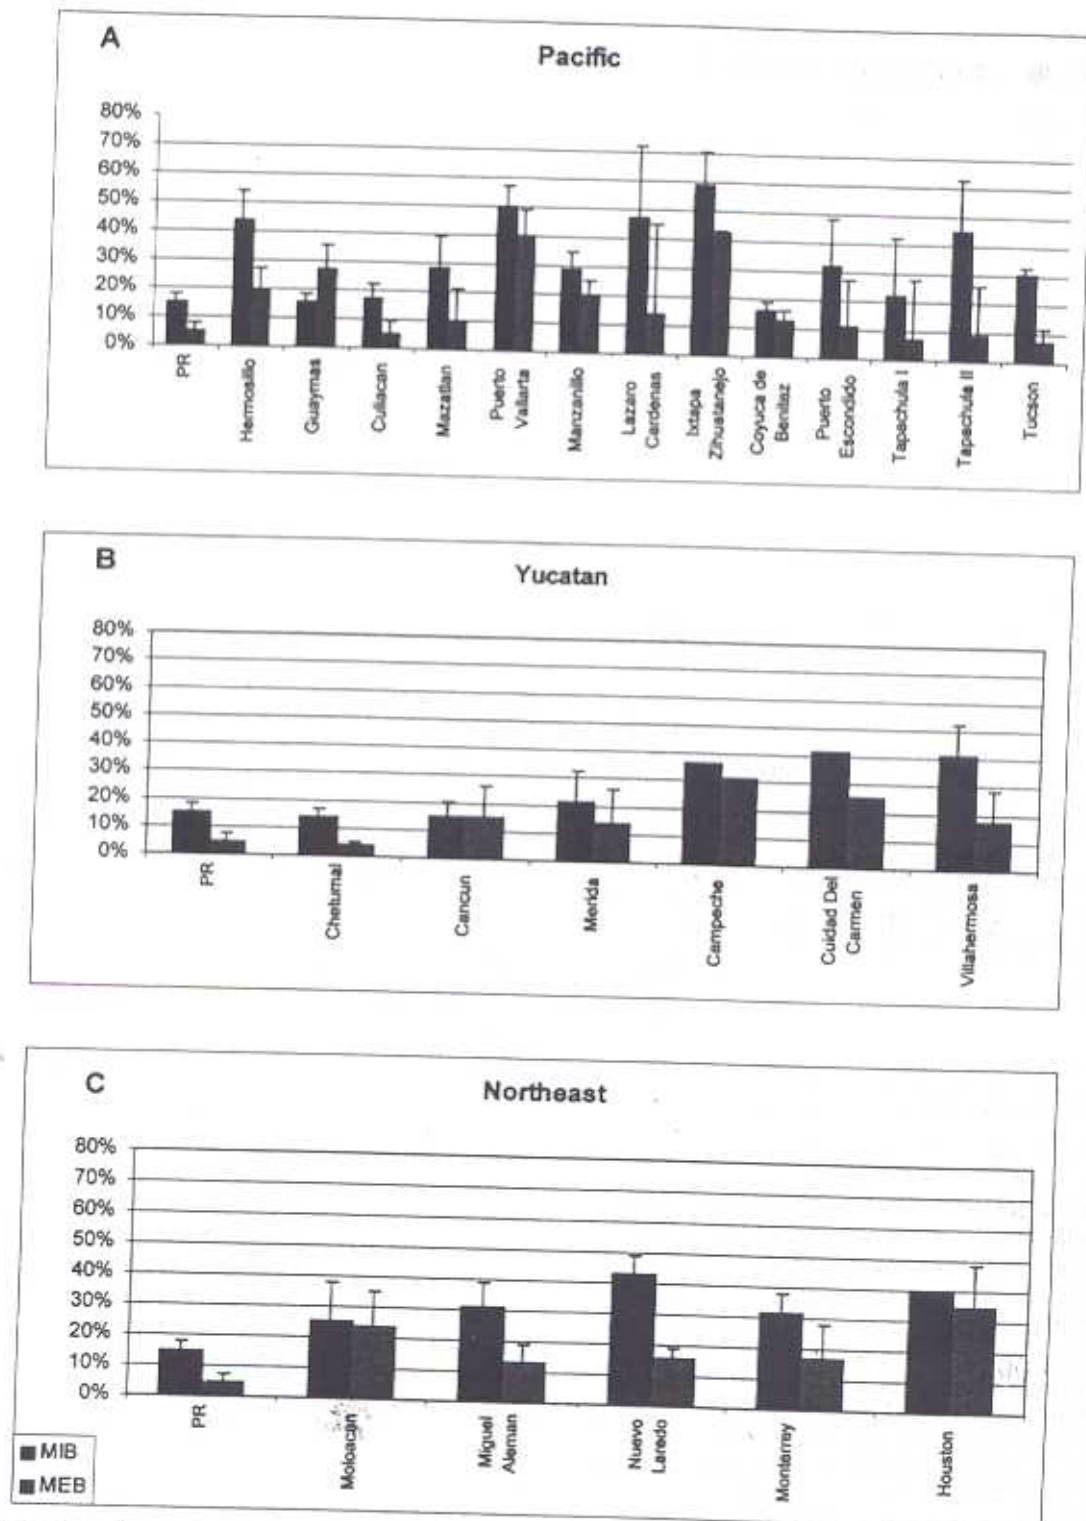 A
Pacific
80%
70%
60%
50%
40%
30%
20%
10%
0%
PR
Hermosillo
Guaymas
Culiacan
Mazatlan
Puerto
Vallarta
Manzanillo
Lazaro
Cardenas
Ixtapa
Zihuatanejo
Coyuca de
Benitaz
Puerto
Escondido
Tapachula I
Tapachula II
Tucson
B
Yucatan
80%
70%
60%
50%
40%
30%
20%
10%
0%
PR
Chetumal
Cancun
Merida
Campeche
Cuidad Del
Carmen
Villahermosa
C
Northeast
80%
70%
60%
50%
40%
30%
20%
10%
0%
PR
Moloacan
Miguel
Aleman
Nuevo
Laredo
Monterrey
Houston
MIB
MEB